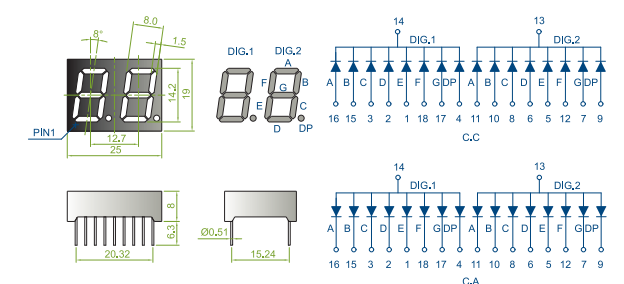 8°
8.0
1.5
14.2
19
PIN1
12.7
25
DIG.1 DIG.2
A
F B
G
E C
D DP
14 13
DIG.1 DIG.2
A B C D E F G DP A B C D E F G DP
16 15 3 2 1 18 17 4 11 10 8 6 5 12 7 9
C.C
8
6.3
20.32
Ø0.51
15.24
14 13
DIG.1 DIG.2
A B C D E F G DP A B C D E F G DP
16 15 3 2 1 18 17 4 11 10 8 6 5 12 7 9
C.A